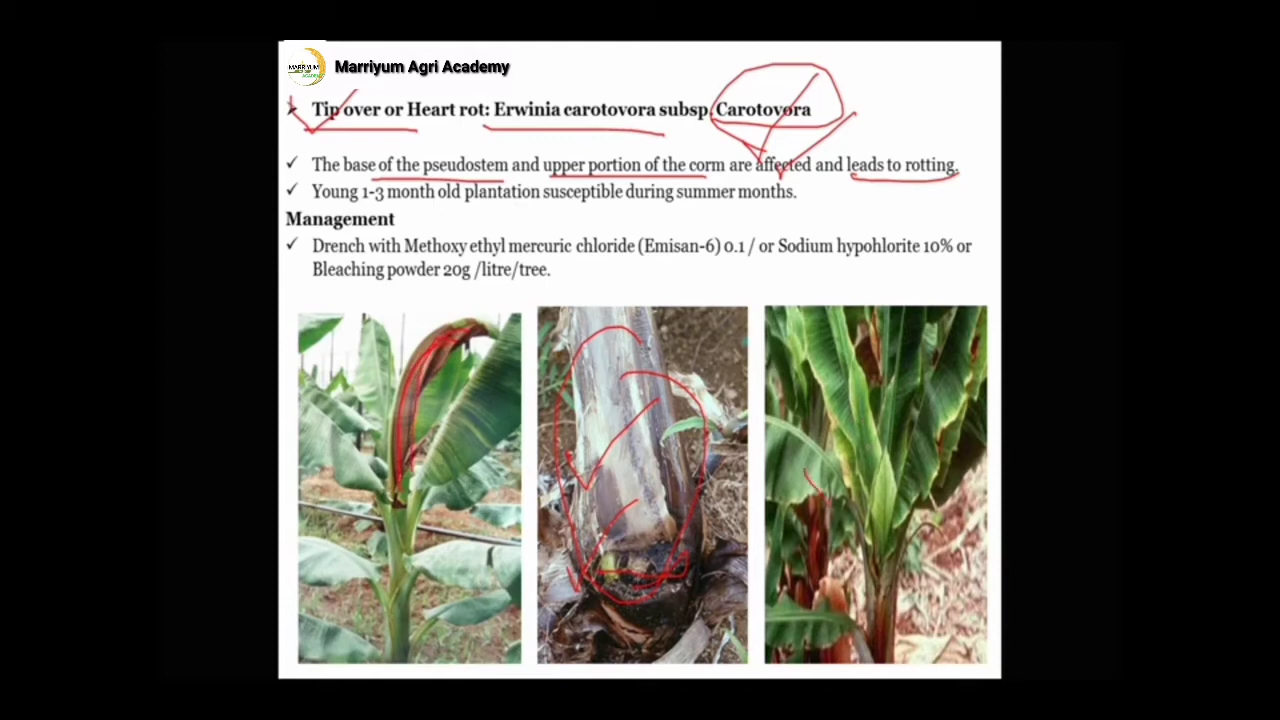 MARRIYUM
ACADEMY
Marriyum Agri Academy
➤ Tip over or Heart rot: Erwinia carotovora subsp. Carotovora
✓ The base of the pseudostem and upper portion of the corm are affected and leads to rotting.
✓ Young 1-3 month old plantation susceptible during summer months.
Management
✓ Drench with Methoxy ethyl mercuric chloride (Emisan-6) 0.1 / or Sodium hypohlorite 10% or
Bleaching powder 20g /litre/tree.